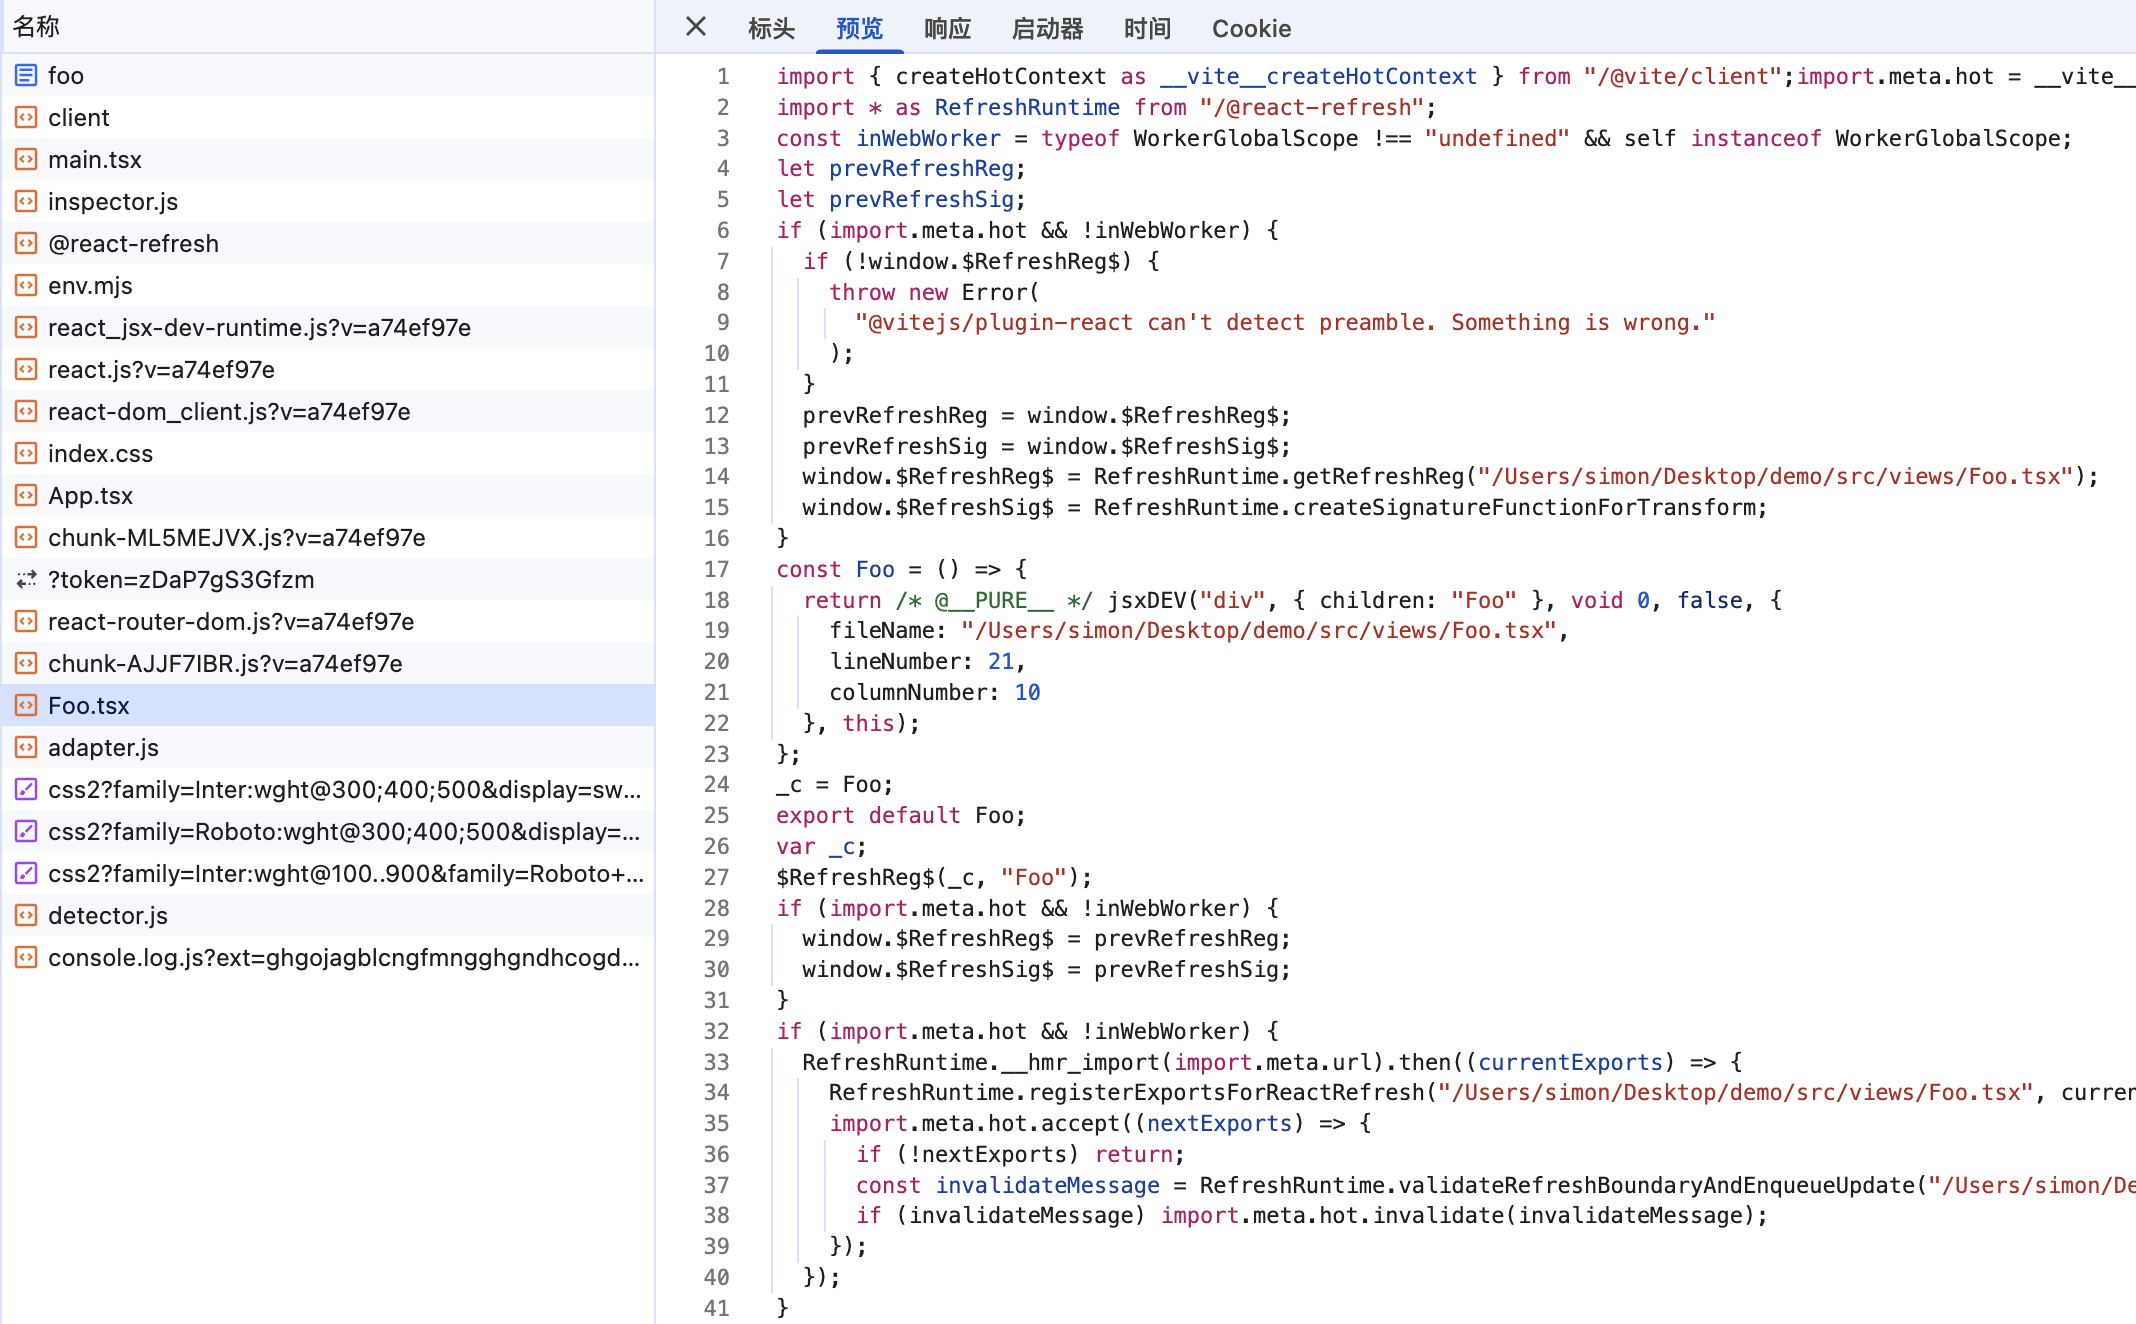 名称
foo
client
main.tsx
inspector.js
@react-refresh
env.mjs
react_jsx-dev-runtime.js?v=a74ef97e
react.js?v=a74ef97e
react-dom_client.js?v=a74ef97e
index.css
App.tsx
chunk-ML5MEJVX.js?v=a74ef97e
?token=zDaP7gS3Gfzm
react-router-dom.js?v=a74ef97e
chunk-AJJF7IBR.js?v=a74ef97e
Foo.tsx
adapter.js
css2?family=Inter:wght@300;400;500&display=sw...
css2?family=Roboto:wght@300;400;500&display=...
css2?family=Inter:wght@100..900&family=Roboto+...
detector.js
console.log.js?ext=ghgojagblcngfmngghgndhcogd...
标头 预览 响应 启动器 时间 Cookie
1 import { createHotContext as __vite__createHotContext } from "/@vite/client";import.meta.hot = __vite__
2 import * as RefreshRuntime from "/@react-refresh";
3 const inWebWorker = typeof WorkerGlobalScope !== "undefined" && self instanceof WorkerGlobalScope;
4 let prevRefreshReg;
5 let prevRefreshSig;
6 if (import.meta.hot && !inWebWorker) {
7   if (!window.$RefreshReg$) {
8     throw new Error(
9       "@vitejs/plugin-react can't detect preamble. Something is wrong."
10     );
11   }
12   prevRefreshReg = window.$RefreshReg$;
13   prevRefreshSig = window.$RefreshSig$;
14   window.$RefreshReg$ = RefreshRuntime.getRefreshReg("/Users/simon/Desktop/demo/src/views/Foo.tsx");
15   window.$RefreshSig$ = RefreshRuntime.createSignatureFunctionForTransform;
16 }
17 const Foo = () => {
18   return /* @__PURE__ */ jsxDEV("div", { children: "Foo" }, void 0, false, {
19     fileName: "/Users/simon/Desktop/demo/src/views/Foo.tsx",
20     lineNumber: 21,
21     columnNumber: 10
22   }, this);
23 };
24 _c = Foo;
25 export default Foo;
26 var _c;
27 $RefreshReg$(_c, "Foo");
28 if (import.meta.hot && !inWebWorker) {
29   window.$RefreshReg$ = prevRefreshReg;
30   window.$RefreshSig$ = prevRefreshSig;
31 }
32 if (import.meta.hot && !inWebWorker) {
33   RefreshRuntime.__hmr_import(import.meta.url).then((currentExports) => {
34     RefreshRuntime.registerExportsForReactRefresh("/Users/simon/Desktop/demo/src/views/Foo.tsx", curren
35     import.meta.hot.accept((nextExports) => {
36       if (!nextExports) return;
37       const invalidateMessage = RefreshRuntime.validateRefreshBoundaryAndEnqueueUpdate("/Users/simon/De
38       if (invalidateMessage) import.meta.hot.invalidate(invalidateMessage);
39     });
40   });
41 }